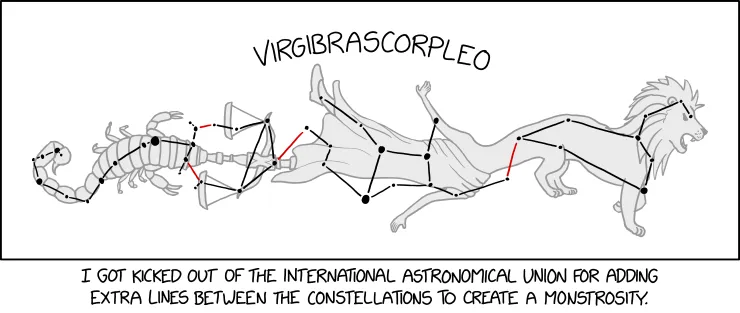 VIRGIBRASCORPLEO
I GOT KICKED OUT OF THE INTERNATIONAL ASTRONOMICAL UNION FOR ADDING
EXTRA LINES BETWEEN THE CONSTELLATIONS TO CREATE A MONSTROSITY.